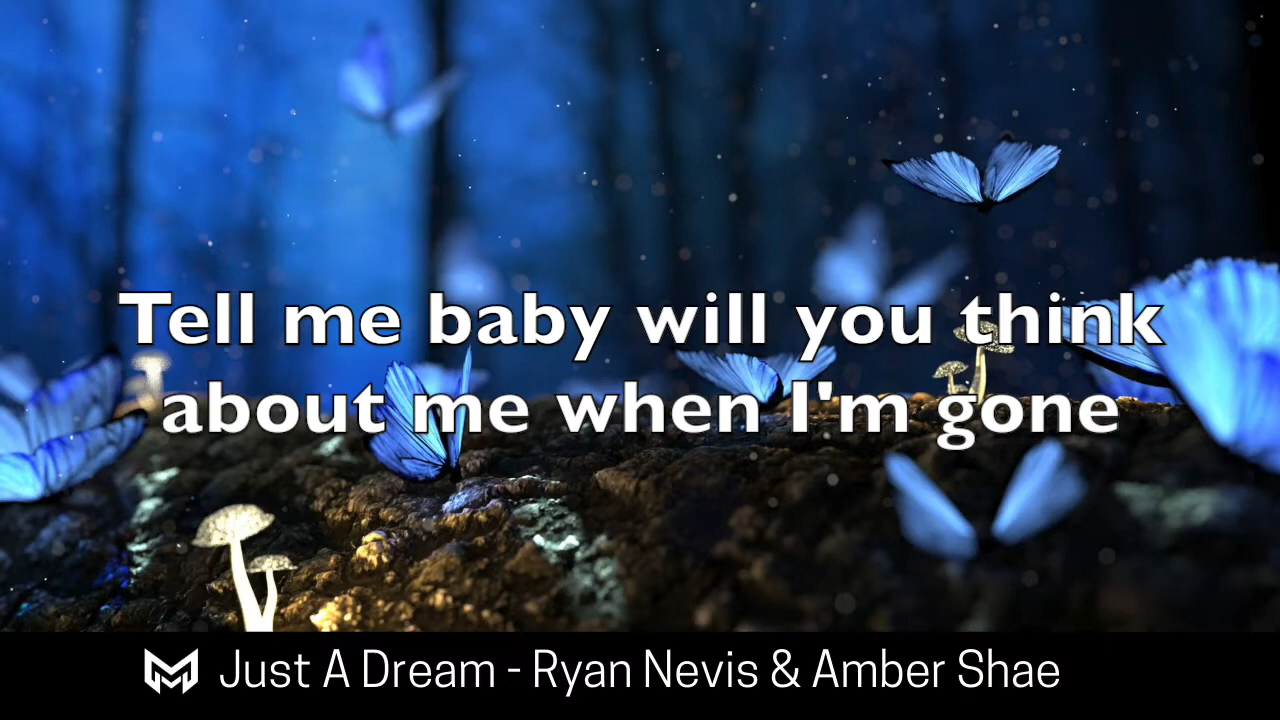 Tell me baby will you think
about me when I'm gone
Just A Dream - Ryan Nevis & Amber Shae